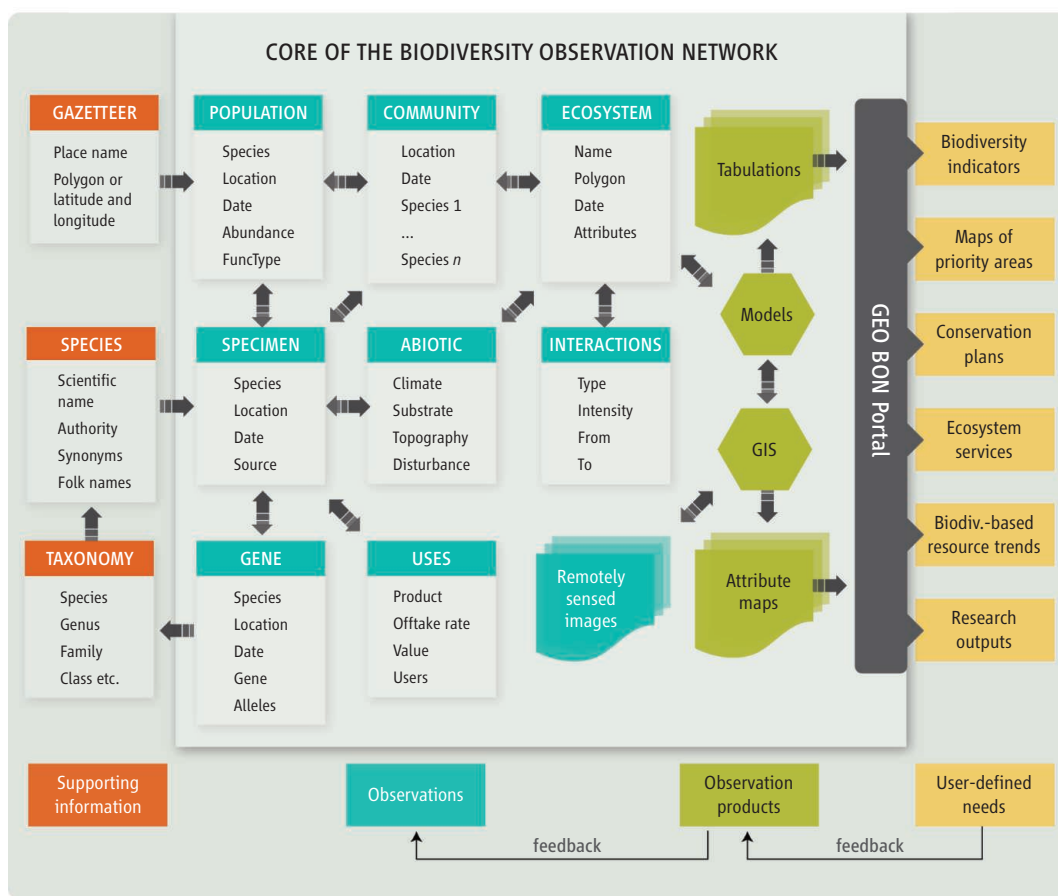 CORE OF THE BIODIVERSITY OBSERVATION NETWORK
GAZETTEER
Place name
Polygon or
latitude and
longitude
POPULATION
Species
Location
Date
Abundance
FuncType
COMMUNITY
Location
Date
Species 1
...
Species n
ECOSYSTEM
Name
Polygon
Date
Attributes
Tabulations
Models
GIS
Attribute
maps
SPECIES
Scientific
name
Authority
Synonyms
Folk names
SPECIMEN
Species
Location
Date
Source
ABIOTIC
Climate
Substrate
Topography
Disturbance
INTERACTIONS
Type
Intensity
From
To
TAXONOMY
Species
Genus
Family
Class etc.
GENE
Species
Location
Date
Gene
Alleles
USES
Product
Offtake rate
Value
Users
Remotely
sensed
images
GEO BON Portal
Biodiversity
indicators
Maps of
priority areas
Conservation
plans
Ecosystem
services
Biodiv.-based
resource trends
Research
outputs
Supporting
information
Observations
Observation
products
User-defined
needs
feedback
feedback